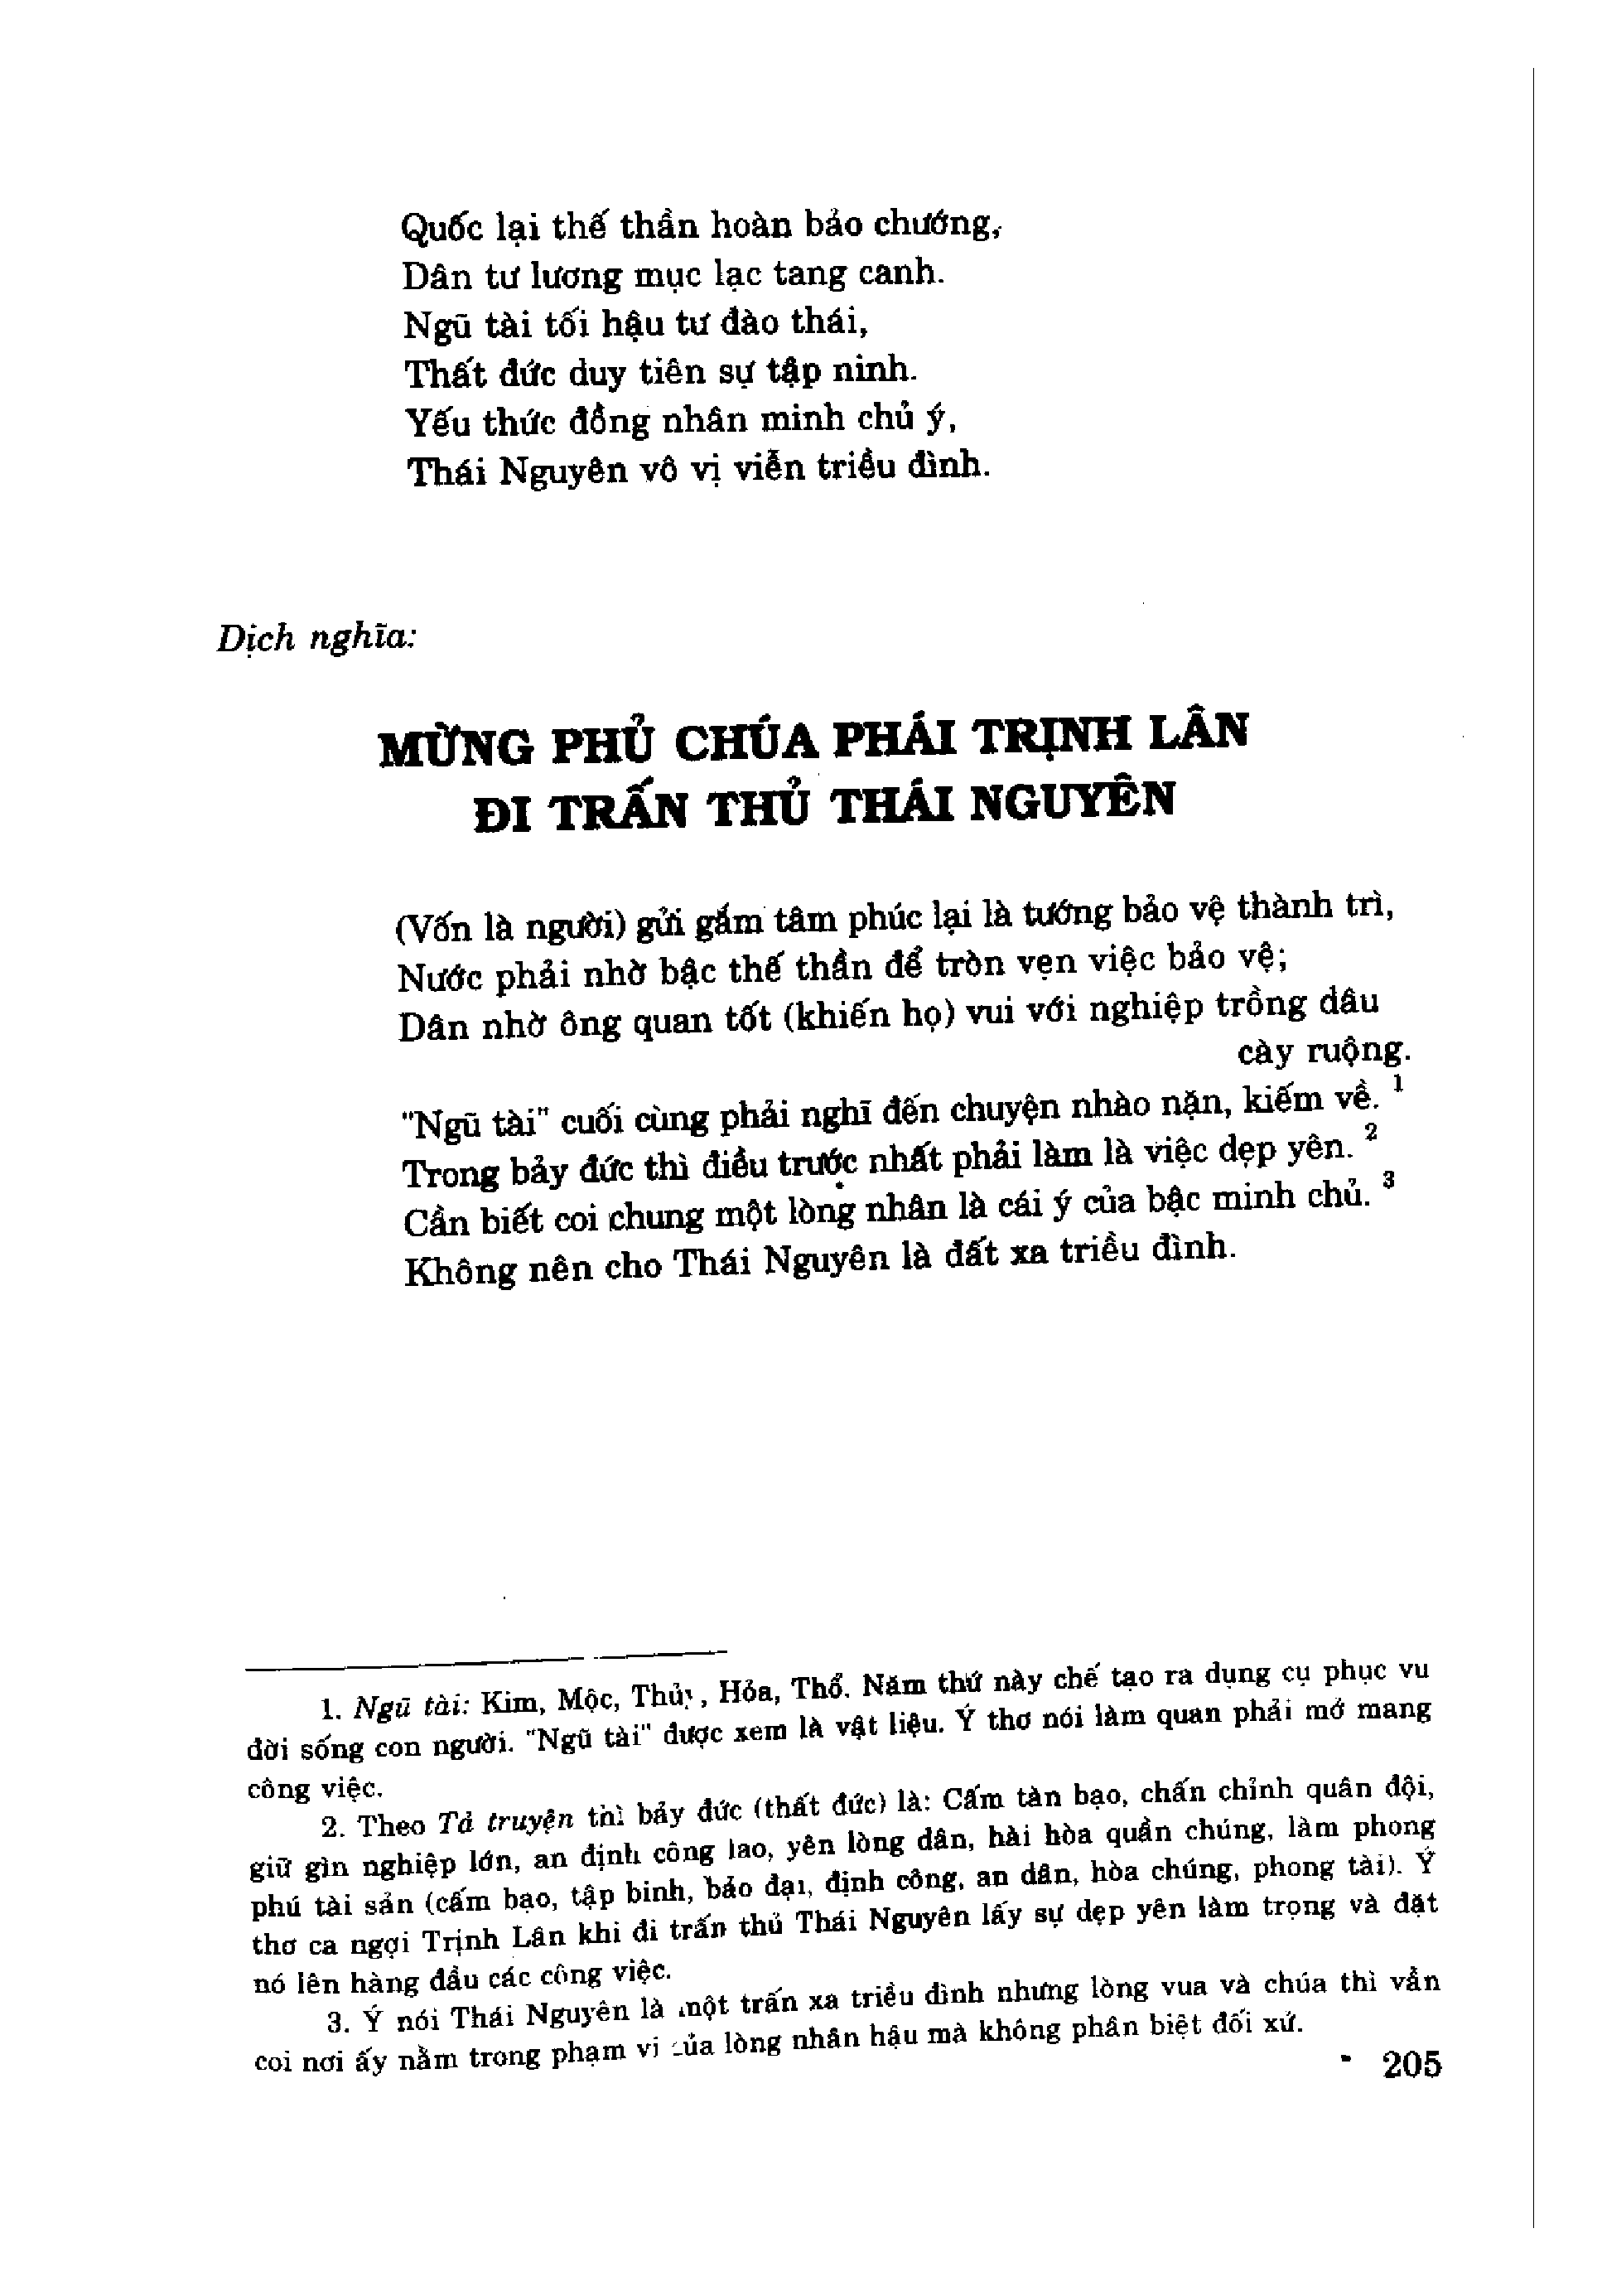 Quốc lại thế thần hoàn bảo chướng,
Dân tư lương mục lạc tang canh.
Ngũ tài tối hậu tư đào thái,
Thất đức duy tiên sự tập ninh.
Yếu thức đồng nhân minh chủ ý,
Thái Nguyên vô vị viễn triều đình.
Dịch nghĩa:
MỪNG PHỦ CHÚA PHÁI TRỊNH LÂN
ĐI TRẤN THỦ THÁI NGUYÊN
(Vốn là người) gửi gắm tâm phúc lại là tướng bảo vệ thành trì,
Nước phải nhờ bậc thế thần để tròn vẹn việc bảo vệ;
Dân nhờ ông quan tốt (khiến họ) vui với nghiệp trồng dâu
cày ruộng.
"Ngũ tài" cuối cùng phải nghĩ đến chuyện nhào nặn, kiếm về. 1
Trong bảy đức thì điều trước nhất phải làm là việc dẹp yên. 2
Cần biết coi chung một lòng nhân là cái ý của bậc minh chủ. 3
Không nên cho Thái Nguyên là đất xa triều đình.
1. Ngũ tài: Kim, Mộc, Thủy, Hỏa, Thổ. Năm thứ này chế tạo ra dụng cụ phục vu
đời sống con người. "Ngũ tài" được xem là vật liệu. Ý thơ nói làm quan phải mở mang
công việc.
2. Theo Tả truyện thì bảy đức (thất đức) là: Cấm tàn bạo, chấn chỉnh quân đội,
giữ gìn nghiệp lớn, an định công lao, yên lòng dân, hài hòa quần chúng, làm phong
phú tài sản (cấm bạo, tập binh, bảo đại, định công, an dân, hòa chúng, phong tài). Ý
thơ ca ngợi Trịnh Lân khi đi trấn thủ Thái Nguyên lấy sự dẹp yên làm trọng và đặt
nó lên hàng đầu các công việc.
3. Ý nói Thái Nguyên là một trấn xa triều đình nhưng lòng vua và chúa thì vẫn
coi nơi ấy nằm trong phạm vi của lòng nhân hậu mà không phân biệt đối xử.
205